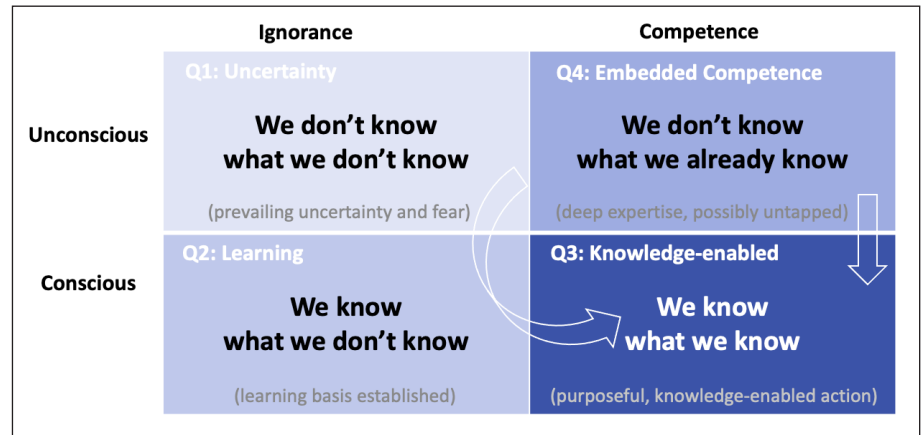 Ignorance
Competence
Unconscious
Q1: Uncertainty
We don’t know
what we don’t know
(prevailing uncertainty and fear)
Q4: Embedded Competence
We don’t know
what we already know
(deep expertise, possibly untapped)
Conscious
Q2: Learning
We know
what we don’t know
(learning basis established)
Q3: Knowledge-enabled
We know
what we know
(purposeful, knowledge-enabled action)